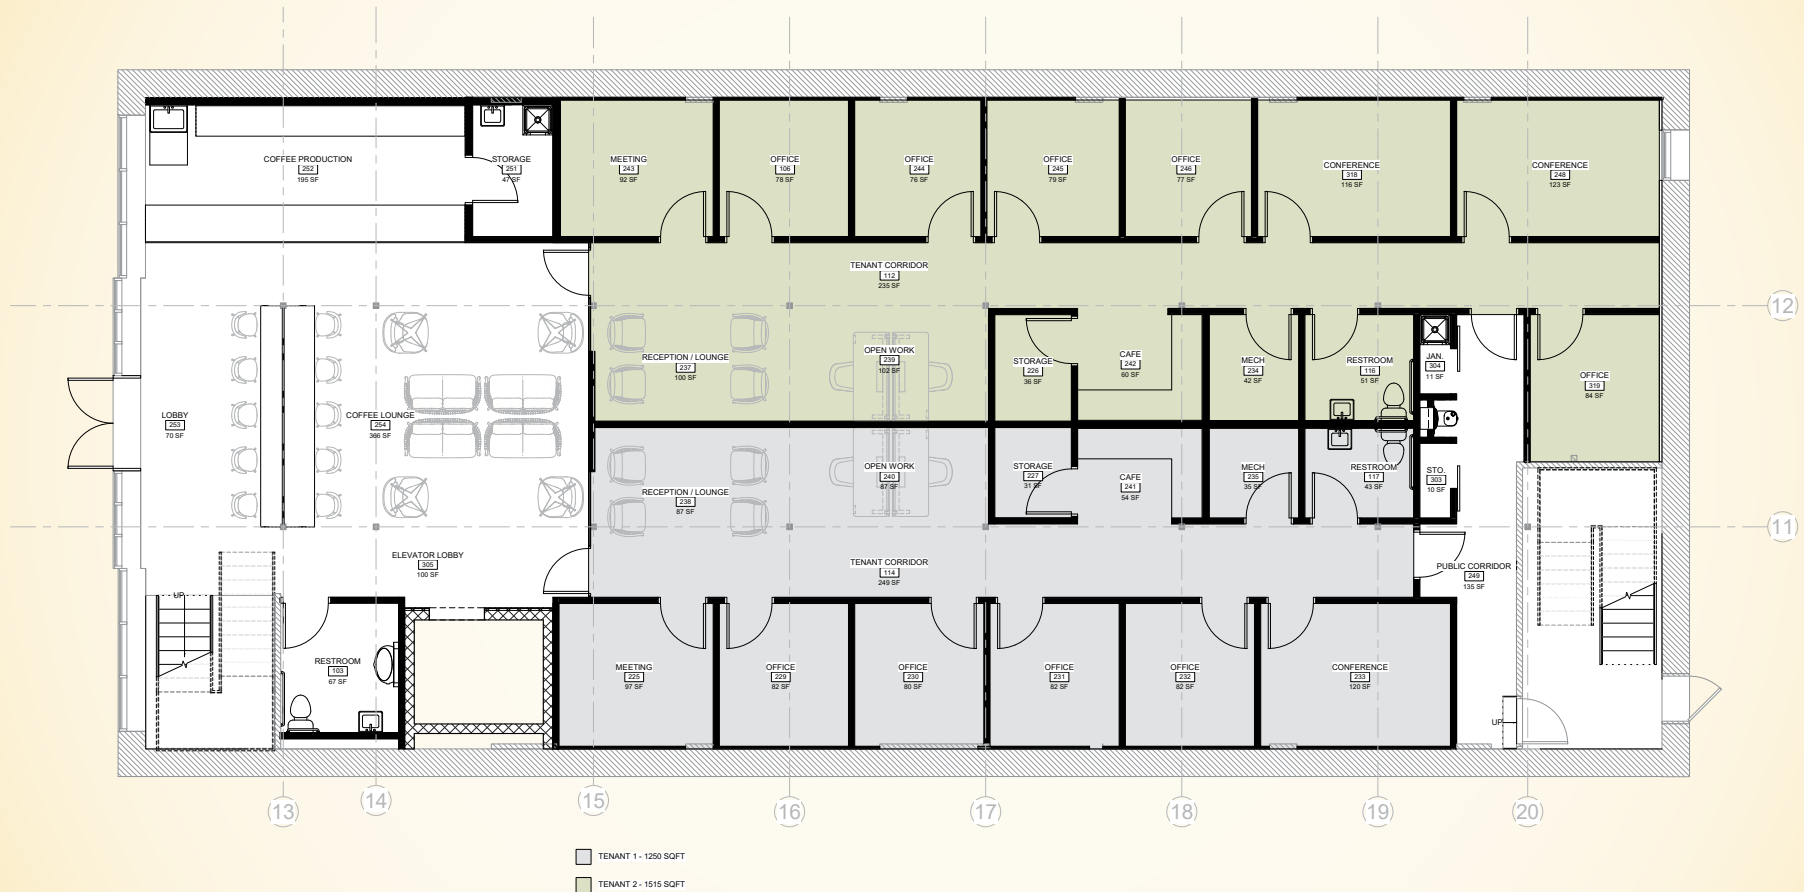 COFFEE PRODUCTION
252
195 SF
STORAGE
251
47 SF
MEETING
243
92 SF
OFFICE
106
78 SF
OFFICE
244
76 SF
OFFICE
245
79 SF
OFFICE
246
77 SF
CONFERENCE
318
116 SF
CONFERENCE
248
123 SF
TENANT CORRIDOR
112
235 SF
12
RECEPTION / LOUNGE
237
100 SF
OPEN WORK
239
102 SF
STORAGE
226
36 SF
CAFE
242
60 SF
MECH
234
42 SF
RESTROOM
116
51 SF
JAN.
304
11 SF
OFFICE
319
84 SF
LOBBY
253
70 SF
COFFEE LOUNGE
254
366 SF
RECEPTION / LOUNGE
238
87 SF
OPEN WORK
240
87 SF
STORAGE
227
31 SF
CAFE
241
54 SF
MECH
235
35 SF
RESTROOM
117
43 SF
STO.
303
10 SF
11
ELEVATOR LOBBY
305
100 SF
TENANT CORRIDOR
114
249 SF
PUBLIC CORRIDOR
249
135 SF
UP
RESTROOM
103
67 SF
MEETING
225
97 SF
OFFICE
229
82 SF
OFFICE
230
80 SF
OFFICE
231
82 SF
OFFICE
232
82 SF
CONFERENCE
233
120 SF
UP
13
14
15
16
17
18
19
20
TENANT 1 - 1250 SQFT
TENANT 2 - 1515 SQFT